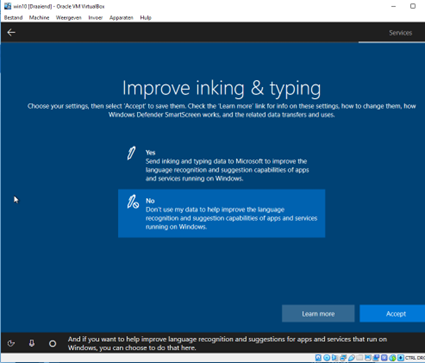 win10 [Draaiend] - Oracle VM VirtualBox
Bestand Machine Weergeven Invoer Apparaten Hulp
Services
Improve inking & typing
Choose your settings, then select 'Accept' to save them. Check the 'Learn more' link for info on these settings, how to change them, how
Windows Defender SmartScreen works, and the related data transfers and uses.
Yes
Send inking and typing data to Microsoft to improve the
language recognition and suggestion capabilities of apps
and services running on Windows.
No
Don't use my data to help improve the language
recognition and suggestion capabilities of apps and services
running on Windows.
Learn more
Accept
And if you want to help improve language recognition and suggestions for apps and services that run on
Windows, you can choose to do that here.